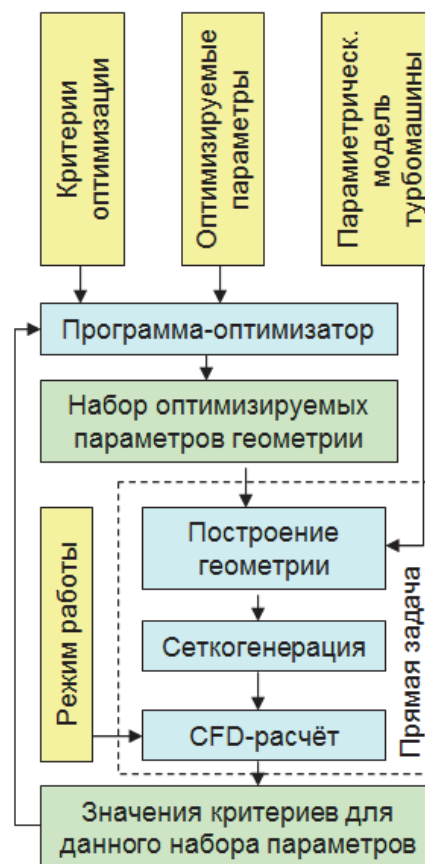 Критерии
оптимизации
Оптимизируемые
параметры
Параметрическ.
модель
турбомашины
Программа-оптимизатор
Набор оптимизируемых
параметров геометрии
Построение
геометрии
Режим работы
Сеткогенерация
Прямая задача
CFD-расчёт
Значения критериев для
данного набора параметров